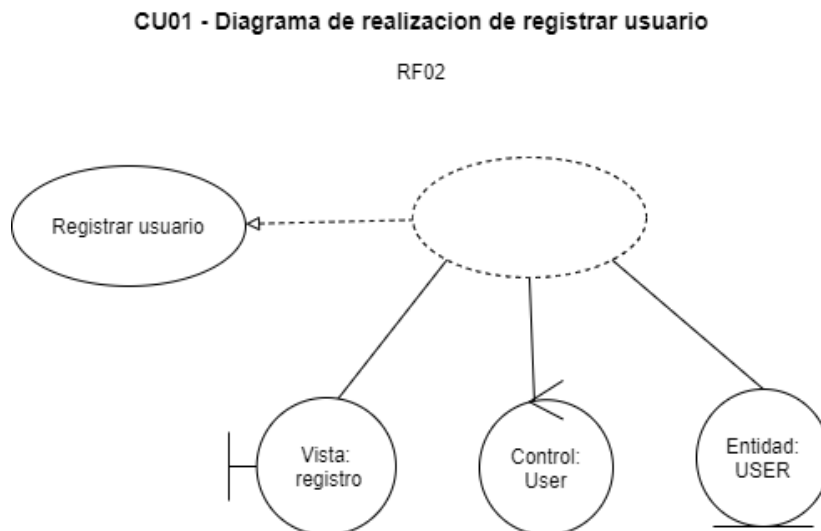 CU01 - Diagrama de realizacion de registrar usuario
RF02
Registrar usuario
Vista:
registro
Control:
User
Entidad:
USER